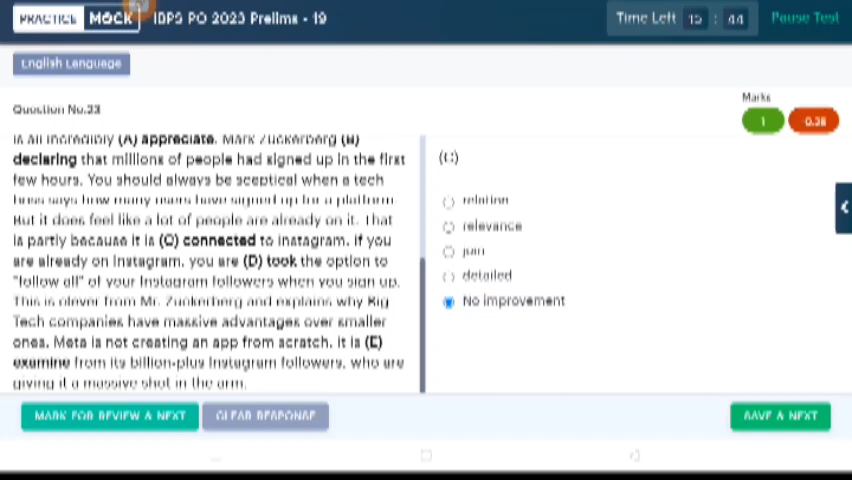 PRACTICE MOCK IBPS PO 2023 Prelims - 19
Time Left 15 : 44
Pause Test
English Language
Question No.23
Marks
1
0.25
is all incredibly (A) appreciate. Mark Zuckerberg (B)
declaring that millions of people had signed up in the first
few hours. You should always be sceptical when a tech
boss says how many users have signed up for a platform.
But it does feel like a lot of people are already on it. That
is partly because it is (C) connected to Instagram. If you
are already on Instagram, you are (D) took the option to
"follow all" of your Instagram followers when you sign up.
This is clever from Mr. Zuckerberg and explains why Big
Tech companies have massive advantages over smaller
ones. Meta is not creating an app from scratch. It is (E)
examine from its billion-plus Instagram followers, who are
giving it a massive shot in the arm.
(C)
relation
relevance
join
detailed
No improvement
MARK FOR REVIEW & NEXT
CLEAR RESPONSE
SAVE & NEXT